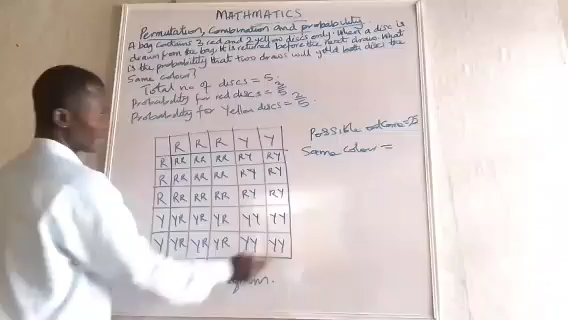 MATHMATICS
Permutation, Combination and probability.
A bag contains 3 red and 2 yellow discs only. When a disc is
drawn from the bag, it is returned before the next draw. What
is the probability that two draws will yield both discs the
same colour?
Total no of discs = 5.
Probability for red discs = 3/5
Probability for Yellow discs = 2/5.
Possible outcome = 25
Same colour =
R R R Y Y
R RR RR RR RY RY
R RR RR RR RY RY
R RR RR RR RY RY
Y YR YR YR YY YY
Y YR YR YR YY YY